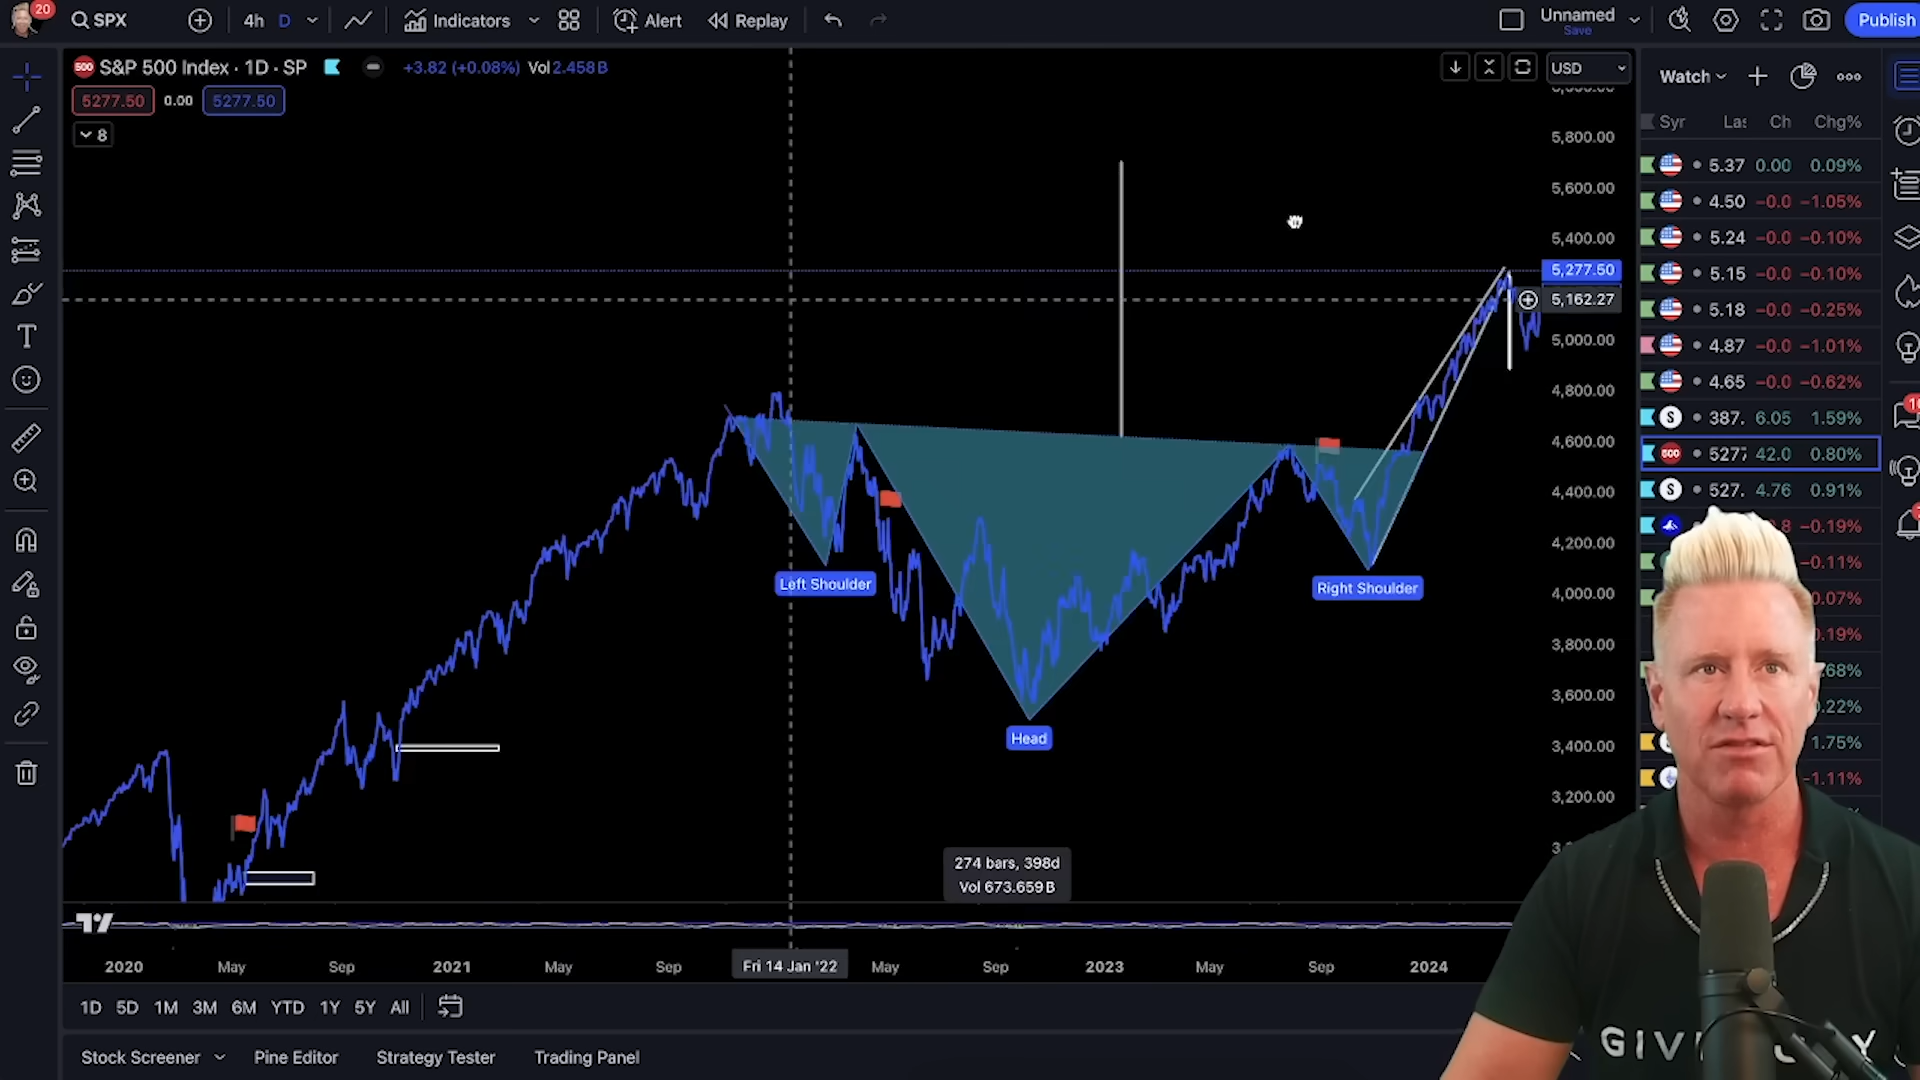 20
SPX
4h D
Indicators
Alert
Replay
Unnamed
Save
Publish
500 S&P 500 Index · 1D · SP
+3.82 (+0.08%) Vol 2.458 B
5277.50 0.00 5277.50
8
USD
Watch
Syr Las Ch Chg%
5,800.00
5,600.00
5,400.00
5,277.50
5,162.27
5,000.00
4,800.00
4,600.00
4,400.00
4,200.00
4,000.00
3,800.00
3,600.00
3,400.00
3,200.00
5.37 0.00 0.09%
4.50 −0.0 −1.05%
5.24 −0.0 −0.10%
5.15 −0.0 −0.10%
5.18 −0.0 −0.25%
4.87 −0.0 −1.01%
4.65 −0.0 −0.62%
S 387. 6.05 1.59%
500 5277 42.0 0.80%
S 527. 4.76 0.91%
.8 −0.19%
−0.11%
0.07%
0.19%
.68%
0.22%
1.75%
−1.11%
Left Shoulder
Right Shoulder
Head
274 bars, 398d
Vol 673.659 B
2020 May Sep 2021 May Sep Fri 14 Jan '22 May Sep 2023 May Sep 2024
1D 5D 1M 3M 6M YTD 1Y 5Y All
Stock Screener Pine Editor Strategy Tester Trading Panel